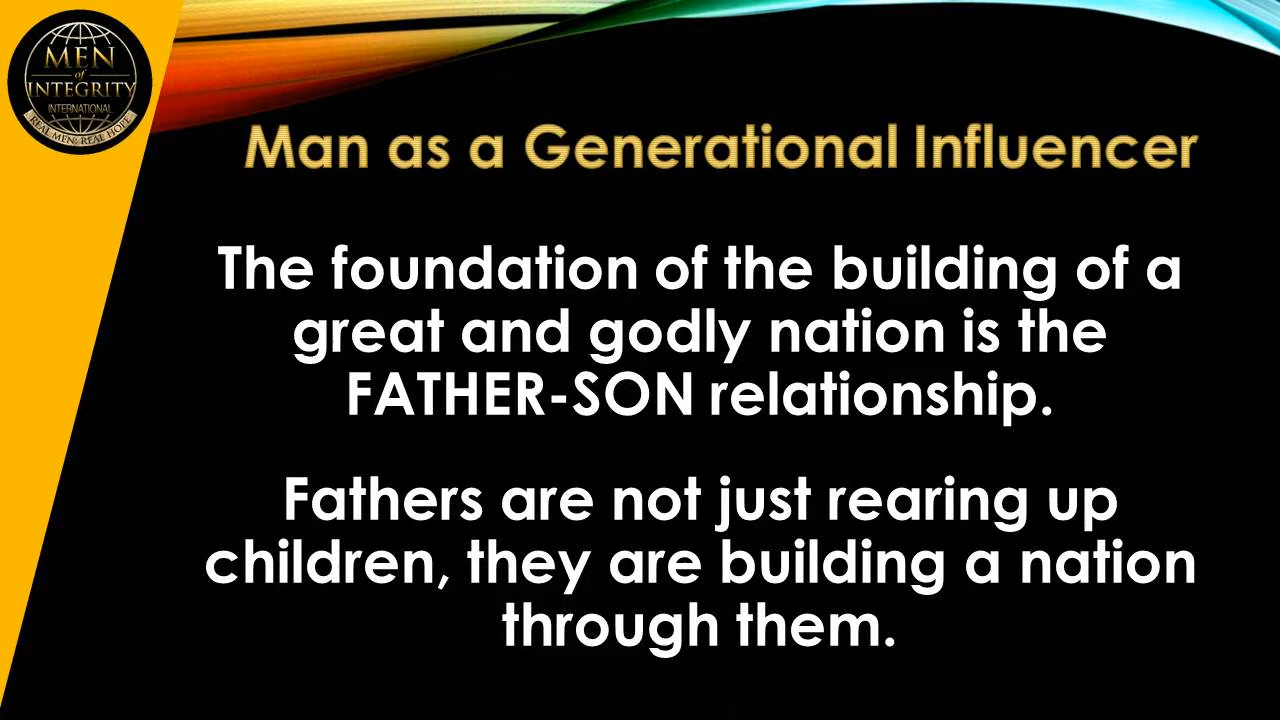 MEN
of
INTEGRITY
INTERNATIONAL
REAL MEN: REAL HOPE
Man as a Generational Influencer
The foundation of the building of a
great and godly nation is the
FATHER-SON relationship.
Fathers are not just rearing up
children, they are building a nation
through them.